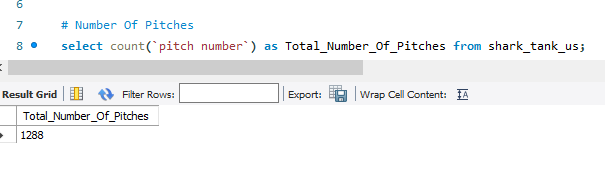 6
7 # Number Of Pitches
8 select count(`pitch number`) as Total_Number_Of_Pitches from shark_tank_us;
Result Grid Filter Rows: Export: Wrap Cell Content: IA
Total_Number_Of_Pitches
1288